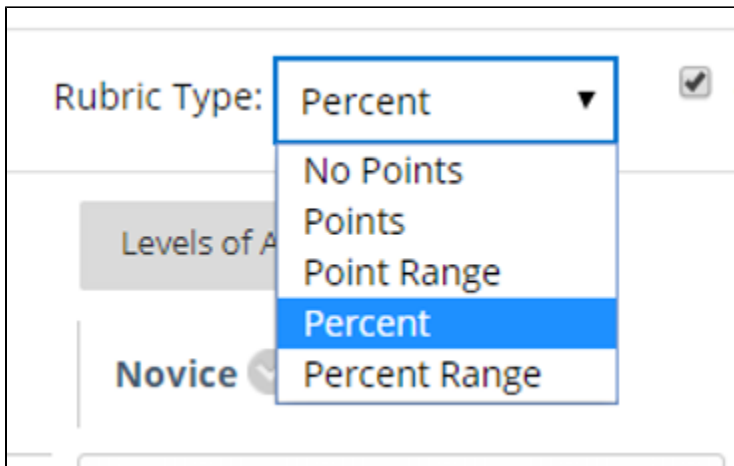 Rubric Type: Percent
No Points
Points
Point Range
Percent
Percent Range
Levels of A
Novice